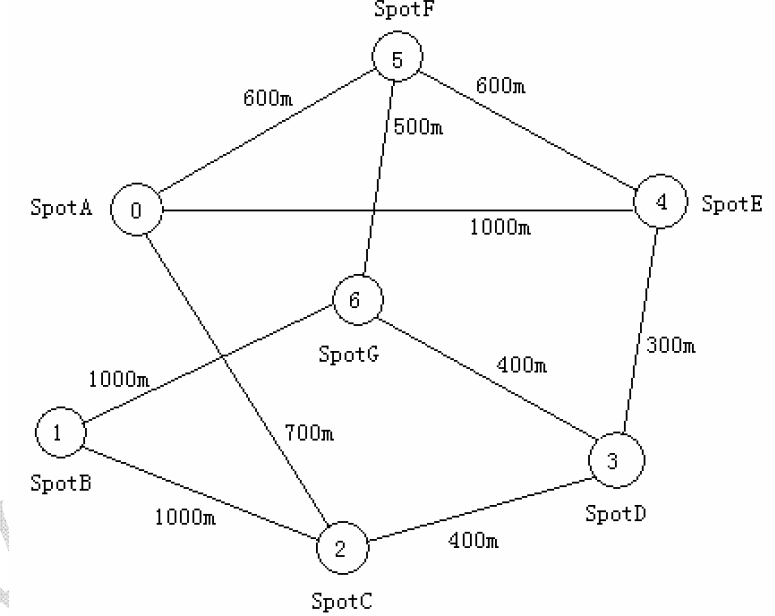 SpotF
5
600m
600m
500m
SpotA
0
4
SpotE
1000m
6
SpotG
300m
400m
1000m
1
700m
3
SpotB
SpotD
1000m
2
400m
SpotC